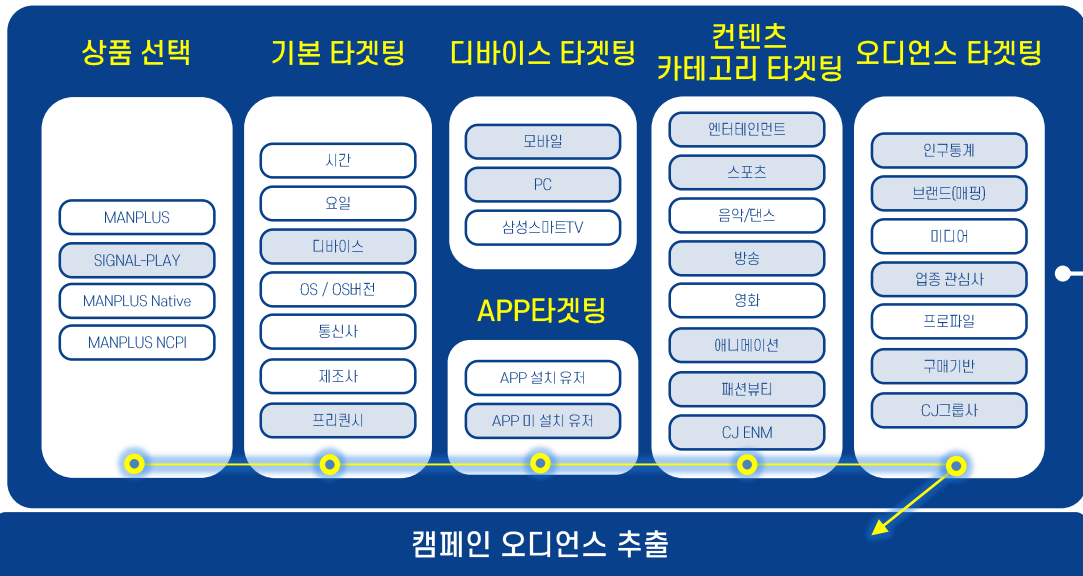 상품 선택
MANPLUS
SIGNAL-PLAY
MANPLUS Native
MANPLUS NCPI
기본 타겟팅
시간
요일
디바이스
OS / OS버전
통신사
제조사
프리퀀시
디바이스 타겟팅
모바일
PC
삼성스마트TV
APP타겟팅
APP 설치 유저
APP 미 설치 유저
컨텐츠
카테고리 타겟팅
엔터테인먼트
스포츠
음악/댄스
방송
영화
애니메이션
패션뷰티
CJ ENM
오디언스 타겟팅
인구통계
브랜드(매핑)
미디어
업종 관심사
프로파일
구매기반
CJ그룹사
캠페인 오디언스 추출